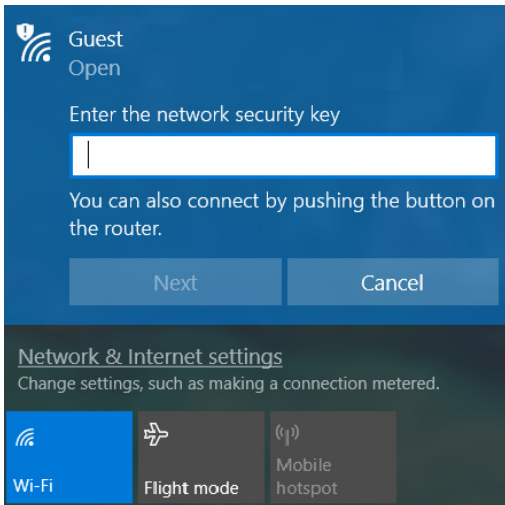 Guest
Open
Enter the network security key
You can also connect by pushing the button on
the router.
Next
Cancel
Network & Internet settings
Change settings, such as making a connection metered.
Wi-Fi
Flight mode
Mobile
hotspot